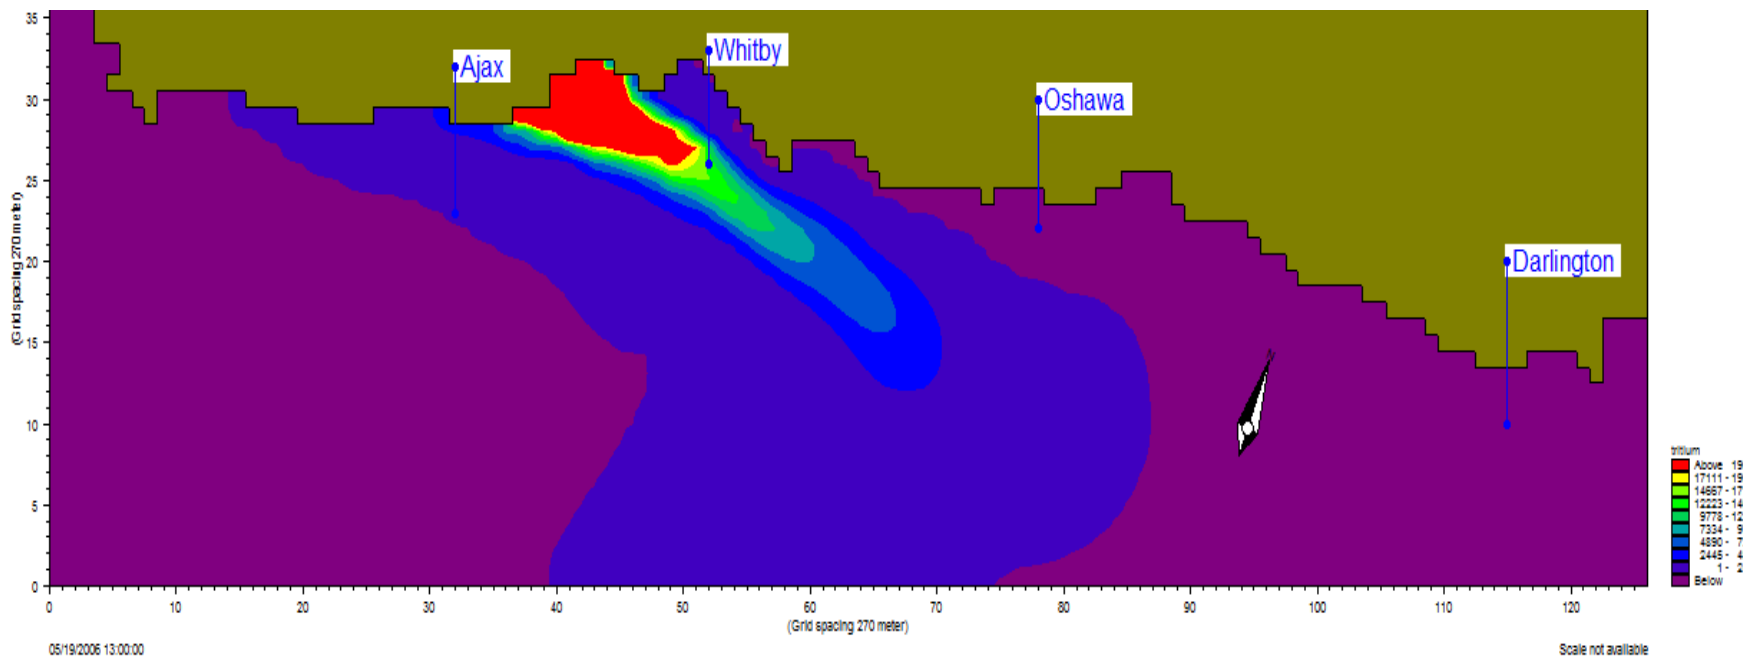 35
30
25
20
15
10
5
0
(Grid spacing 270 meter)
Ajax
Whitby
Oshawa
Darlington
N
0 10 20 30 40 50 60 70 80 90 100 110 120
(Grid spacing 270 meter)
05/19/2006 13:00:00
Scale not available
tritium
Above 19
17111 - 19
14667 - 17
12223 - 14
9778 - 12
7334 - 9
4890 - 7
2445 - 4
1 - 2
Below